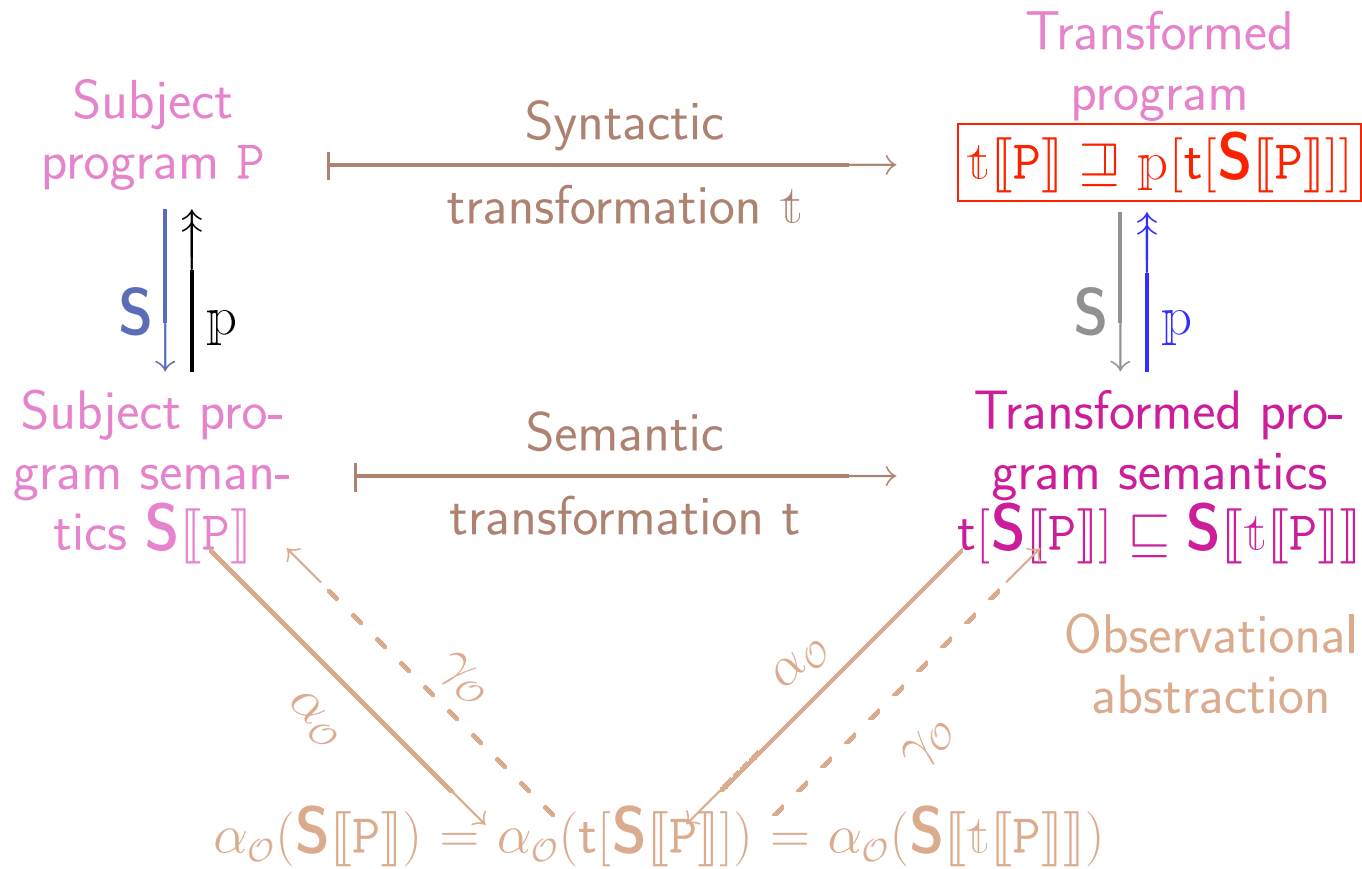 Transformed
program
Subject
program P
Syntactic
transformation 𝕥
𝕥⟦P⟧ ⊒ 𝕡[t[S⟦P⟧]]
S
𝕡
S
𝕡
Subject pro-
gram seman-
tics S⟦P⟧
Semantic
transformation t
Transformed pro-
gram semantics
t[S⟦P⟧] ⊑ S⟦𝕥⟦P⟧⟧
α𝒪
γ𝒪
α𝒪
γ𝒪
Observational
abstraction
α𝒪(S⟦P⟧) = α𝒪(t[S⟦P⟧]) = α𝒪(S⟦𝕥⟦P⟧⟧)